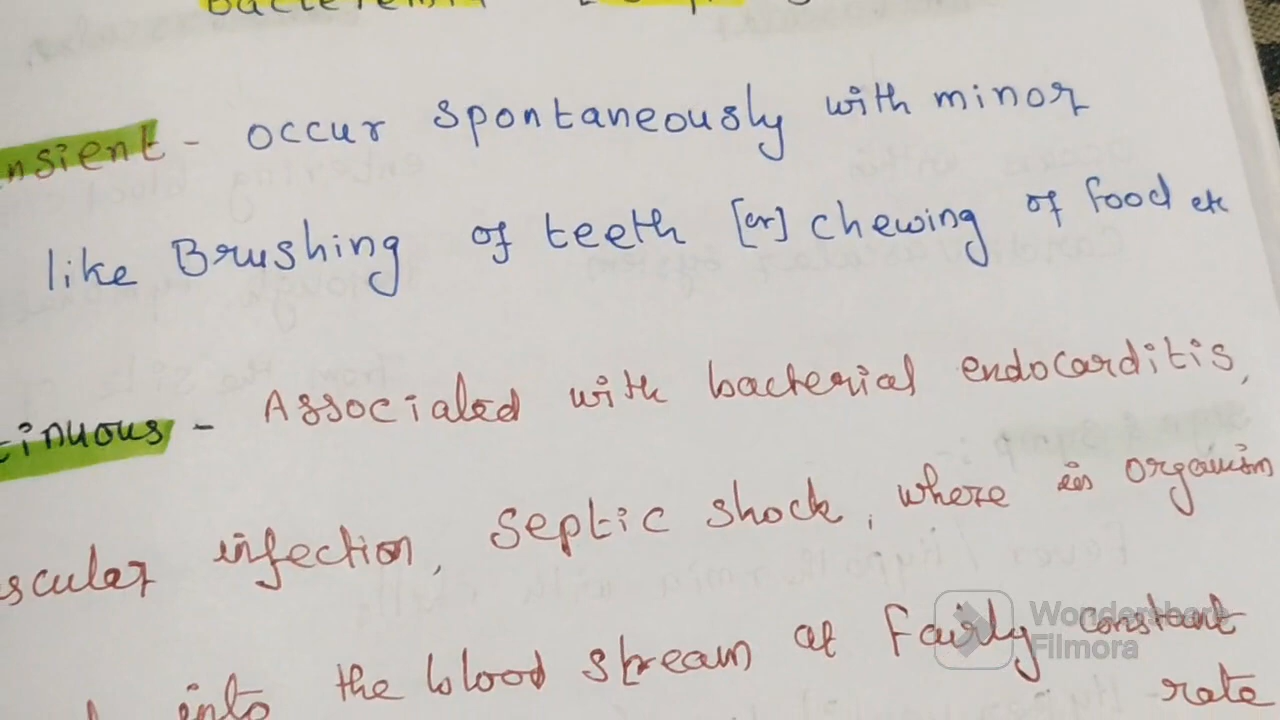 Bacteremia
nsient - occur spontaneously with minor
like Brushing of teeth [or] chewing of food etc
tinuous - Associated with bacterial endocarditis,
scular infection, septic shock, where is organism
into the blood stream at Fairly constant
rate
Wondershare
Filmora